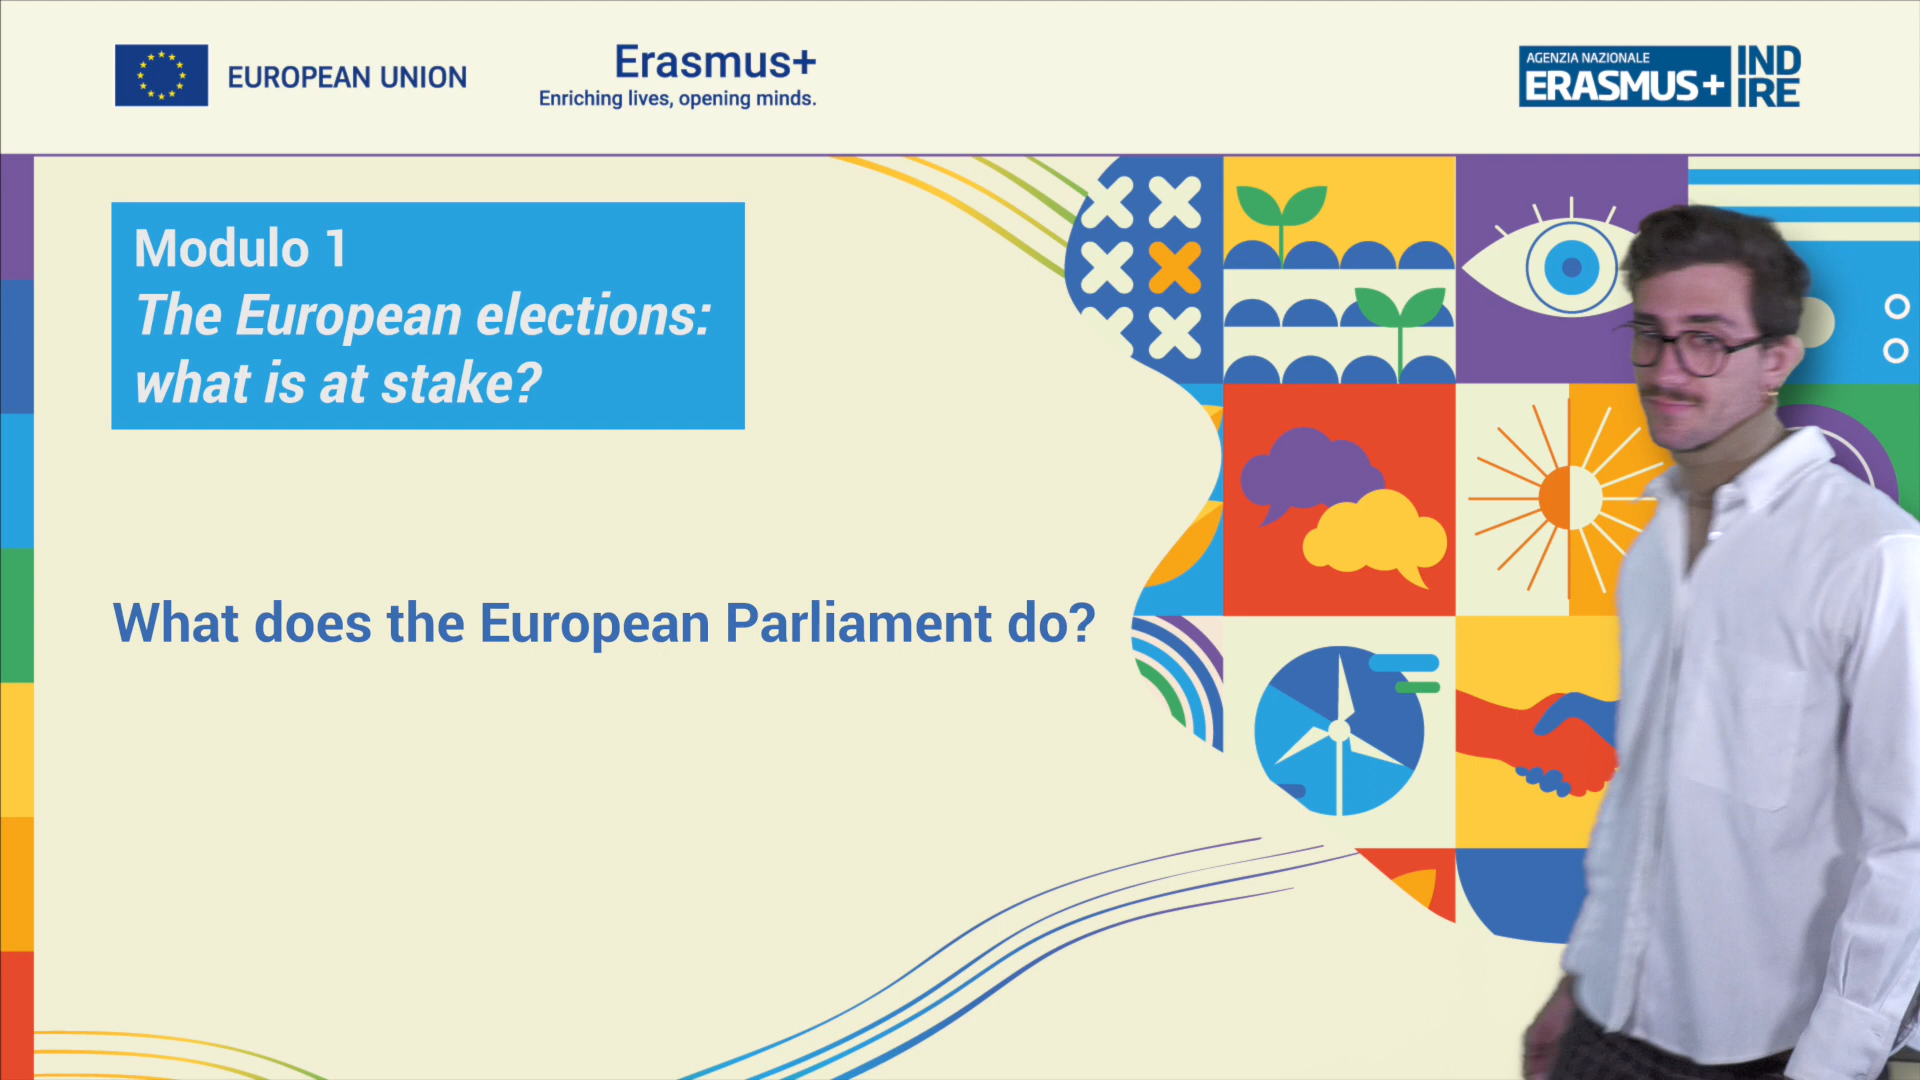 EUROPEAN UNION
Erasmus+
Enriching lives, opening minds.
AGENZIA NAZIONALE
ERASMUS+
IND
IRE
Modulo 1
The European elections:
what is at stake?
What does the European Parliament do?